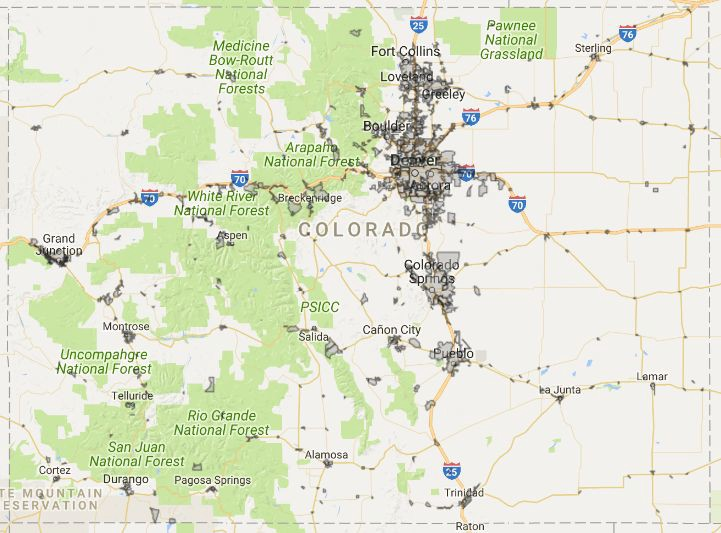 25
Pawnee
National
Grassland
76
Sterling
Medicine
Bow-Routt
National
Forests
Fort Collins
Loveland
Greeley
76
Boulder
Arapaho
National Forest
Denver
Aurora
70
70
70
70
White River
National Forest
Breckenridge
Aspen
COLORADO
Grand
Junction
Colorado
Springs
PSICC
Montrose
Salida
Cañon City
Pueblo
Uncompahgre
National Forest
Telluride
La Junta
Lamar
Rio Grande
National Forest
San Juan
National Forest
Alamosa
25
Cortez
Durango
Pagosa Springs
TE MOUNTAIN
ESERVATION
Trinidad
Raton